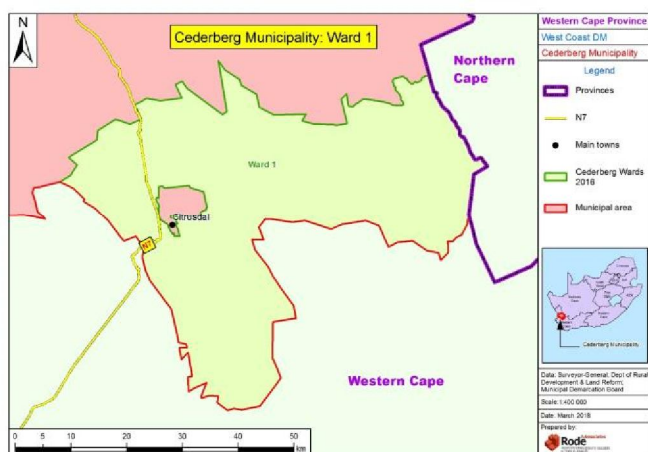 N
Cederberg Municipality: Ward 1
Northern
Cape
Ward 1
Citrusdal
N7
Western Cape
0 10 20 30 40 50
km
Western Cape Province
West Coast DM
Cederberg Municipality
Legend
Provinces
N7
Main towns
Cederberg Wards
2016
Municipal area
Cederberg Municipality
Data: Surveyor-General, Dept of Rural
Development & Land Reform;
Municipal Demarcation Board
Scale:1:400 000
Date: March 2018
Prepared by:
Rode